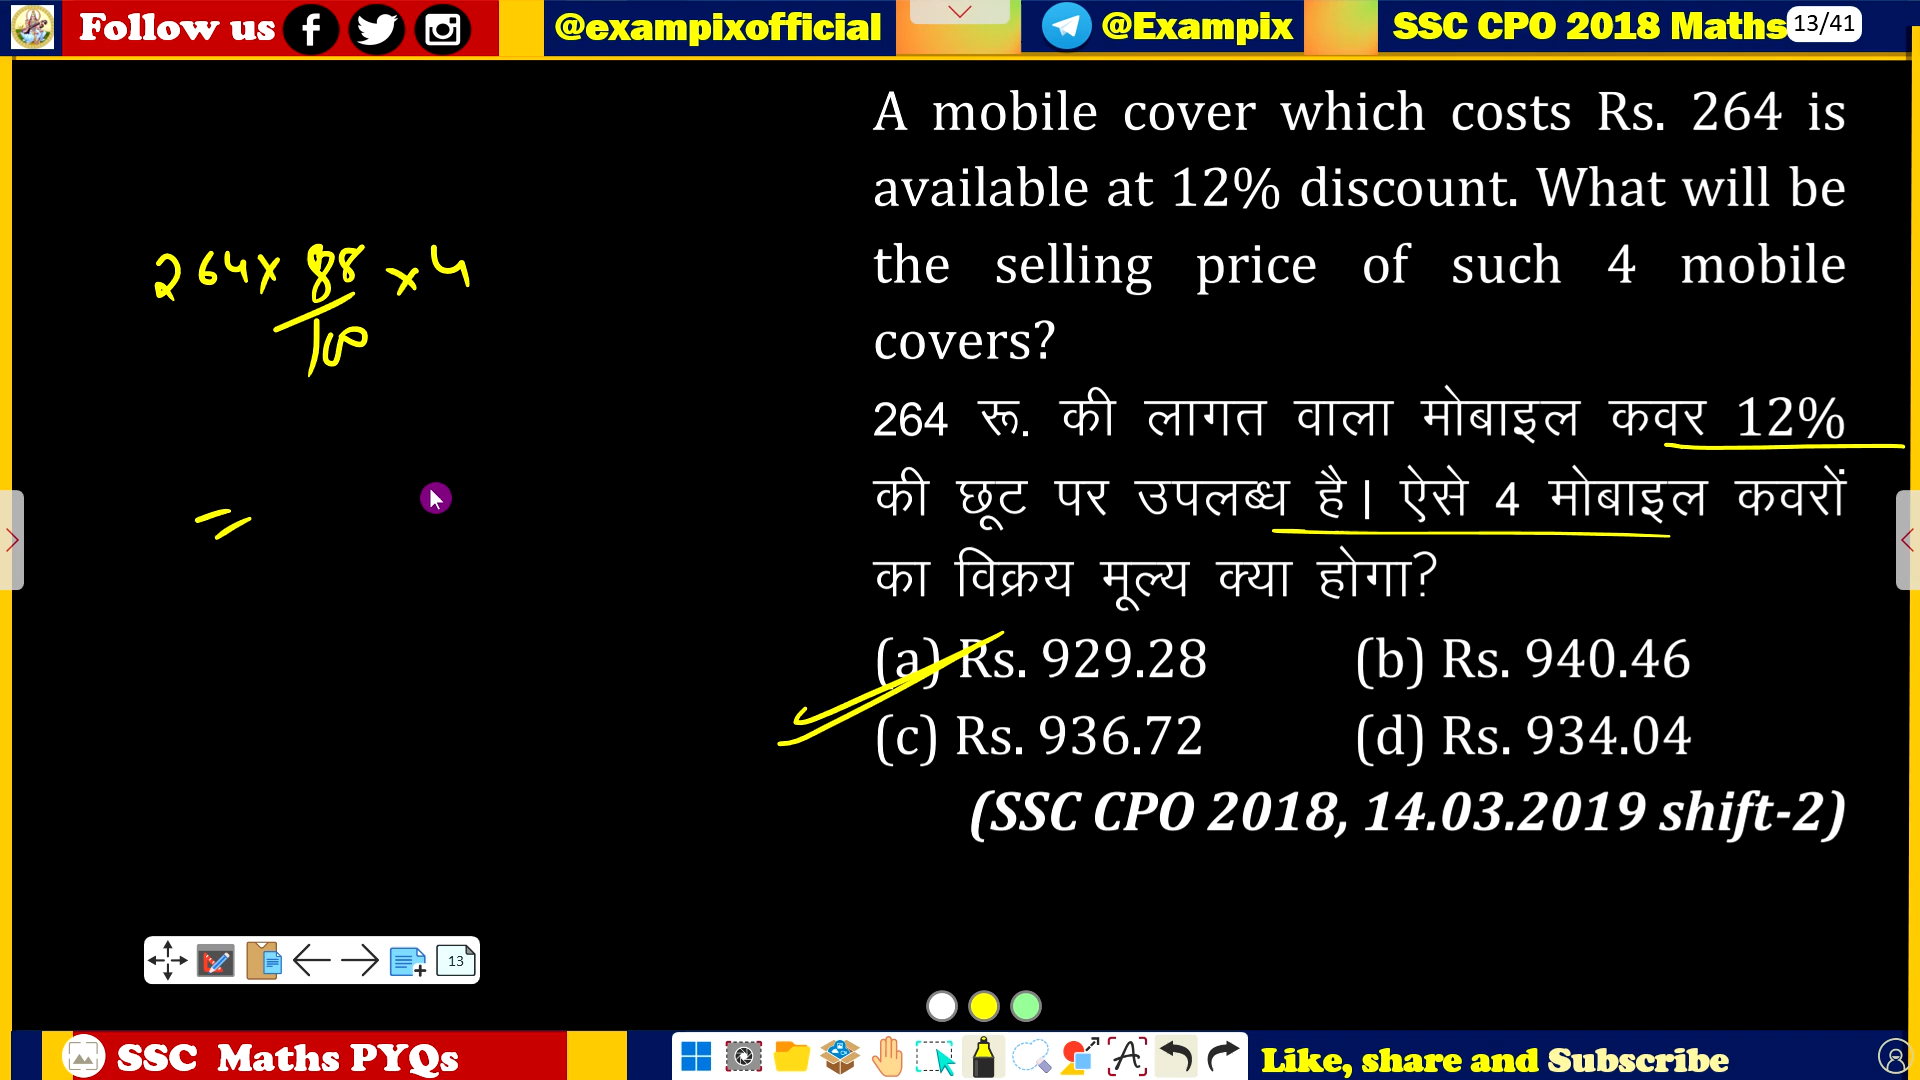 Follow us
@exampixofficial
@Exampix
SSC CPO 2018 Maths
13/41
A mobile cover which costs Rs. 264 is
available at 12% discount. What will be
the selling price of such 4 mobile
covers?
264 रू. की लागत वाला मोबाइल कवर 12%
की छूट पर उपलब्ध है। ऐसे 4 मोबाइल कवरों
का विक्रय मूल्य क्या होगा?
(a) Rs. 929.28 (b) Rs. 940.46
(c) Rs. 936.72 (d) Rs. 934.04
(SSC CPO 2018, 14.03.2019 shift-2)
264 x 88 x 4
100
=
13
SSC Maths PYQs
Like, share and Subscribe